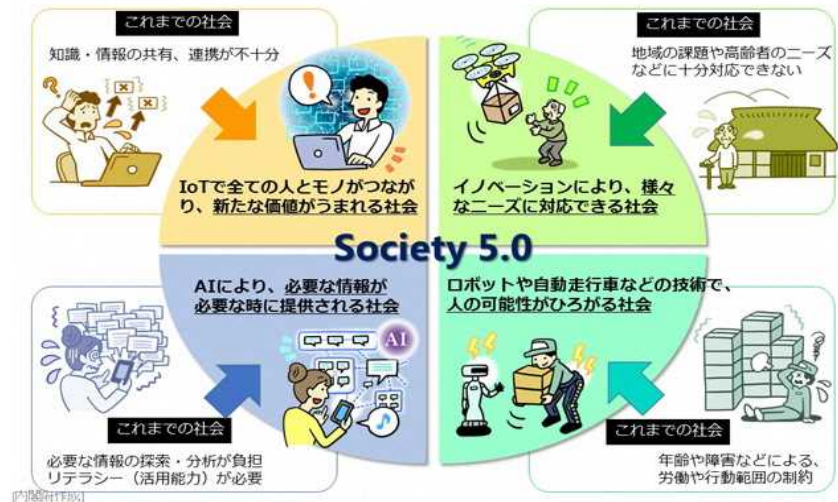 これまでの社会
知識・情報の共有、連携が不十分
IoTで全ての人とモノがつなが
り、新たな価値がうまれる社会
これまでの社会
地域の課題や高齢者のニーズ
などに十分対応できない
イノベーションにより、様々
なニーズに対応できる社会
Society 5.0
AIにより、必要な情報が
必要な時に提供される社会
AI
これまでの社会
必要な情報の探索・分析が負担
リテラシー（活用能力）が必要
ロボットや自動走行車などの技術で、
人の可能性がひろがる社会
これまでの社会
年齢や障害などによる、
労働や行動範囲の制約
[内閣府作成]